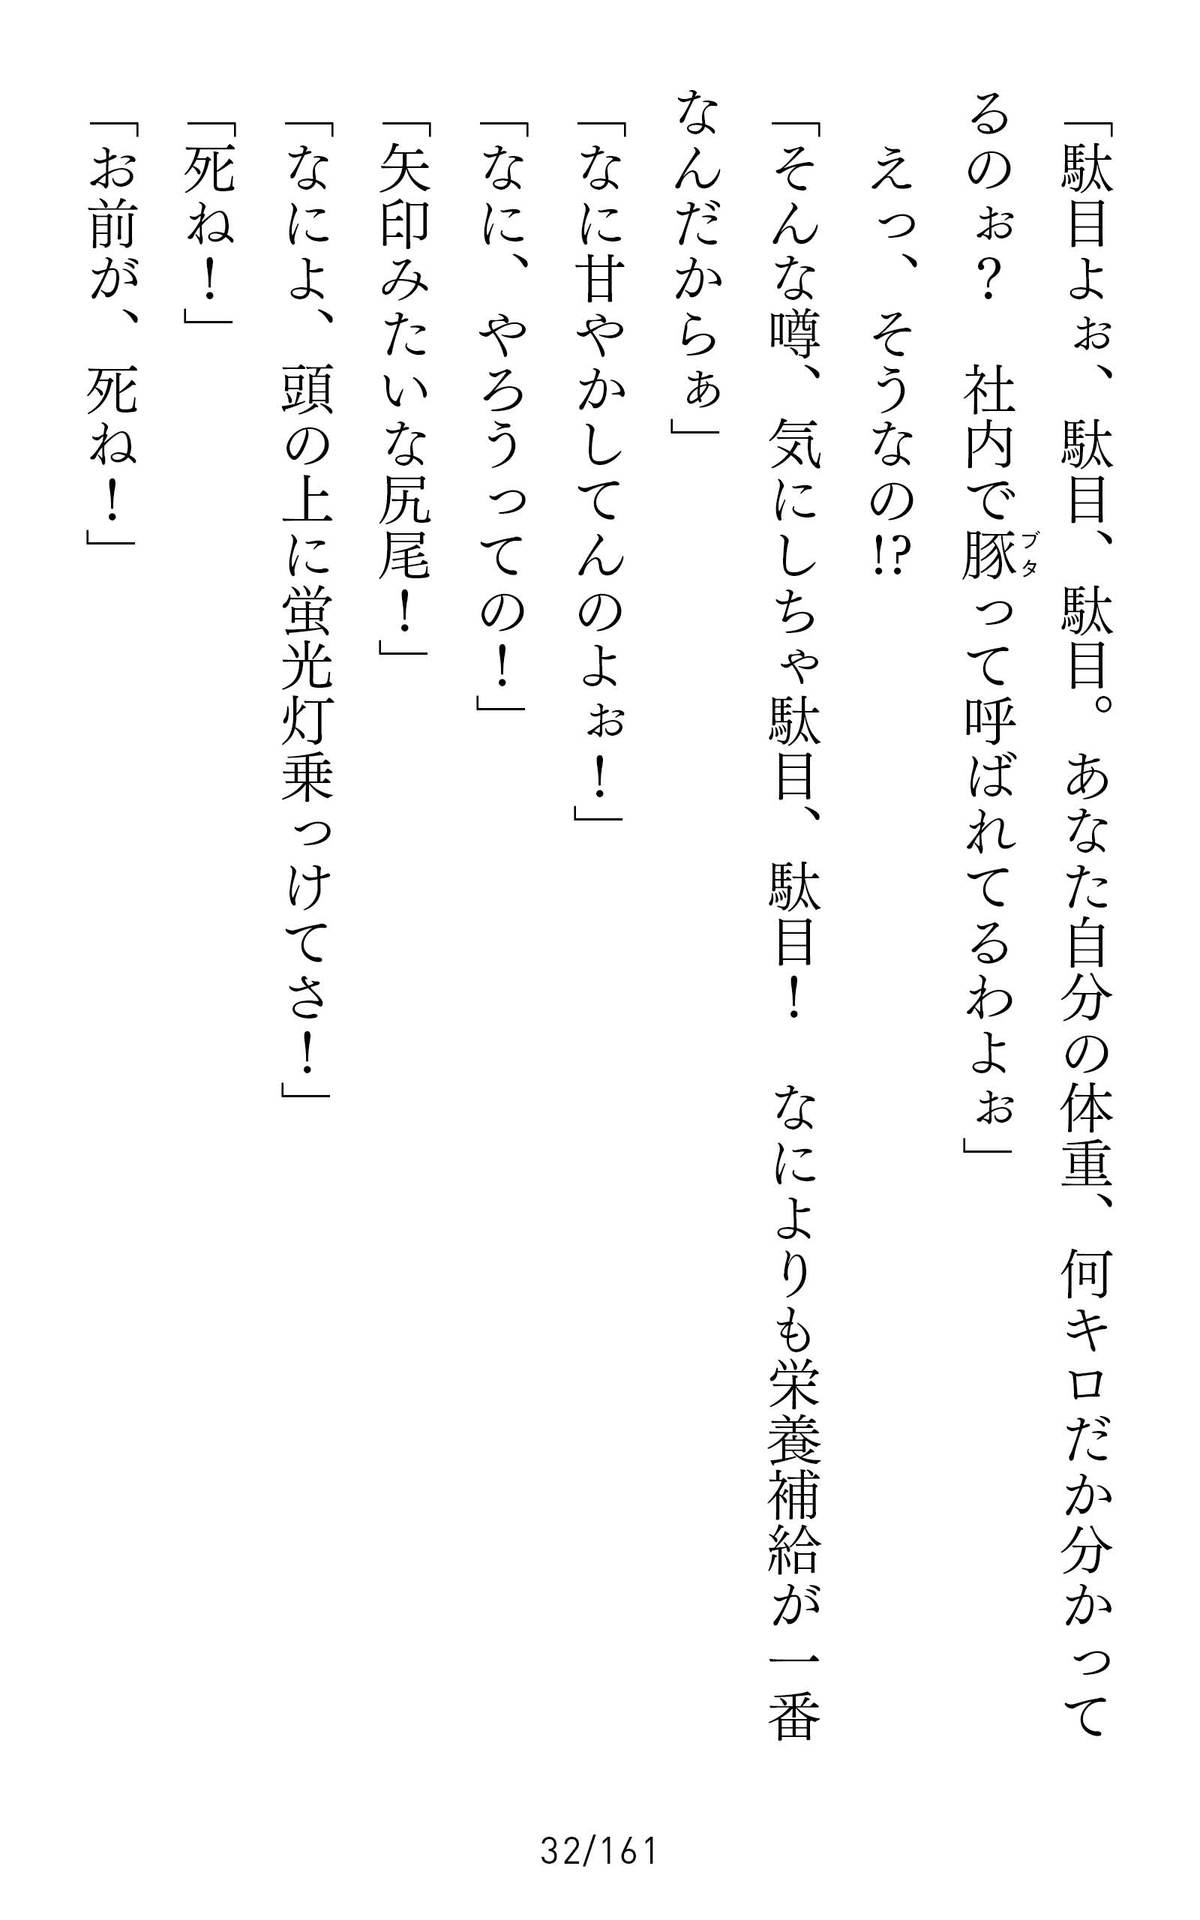 「駄目よぉ、駄目、駄目。あなた自分の体重、何キロだか分かって
るのぉ?　社内で豚って呼ばれてるわよぉ」
ブタ
　えっ、そうなの!?
「そんな噂、気にしちゃ駄目、駄目!　なによりも栄養補給が一番
なんだからぁ」
「なに甘やかしてんのよぉ!」
「なに、やろうっての!」
「矢印みたいな尻尾!」
「なによ、頭の上に蛍光灯乗っけてさ!」
「死ね!」
「お前が、死ね!」
32/161